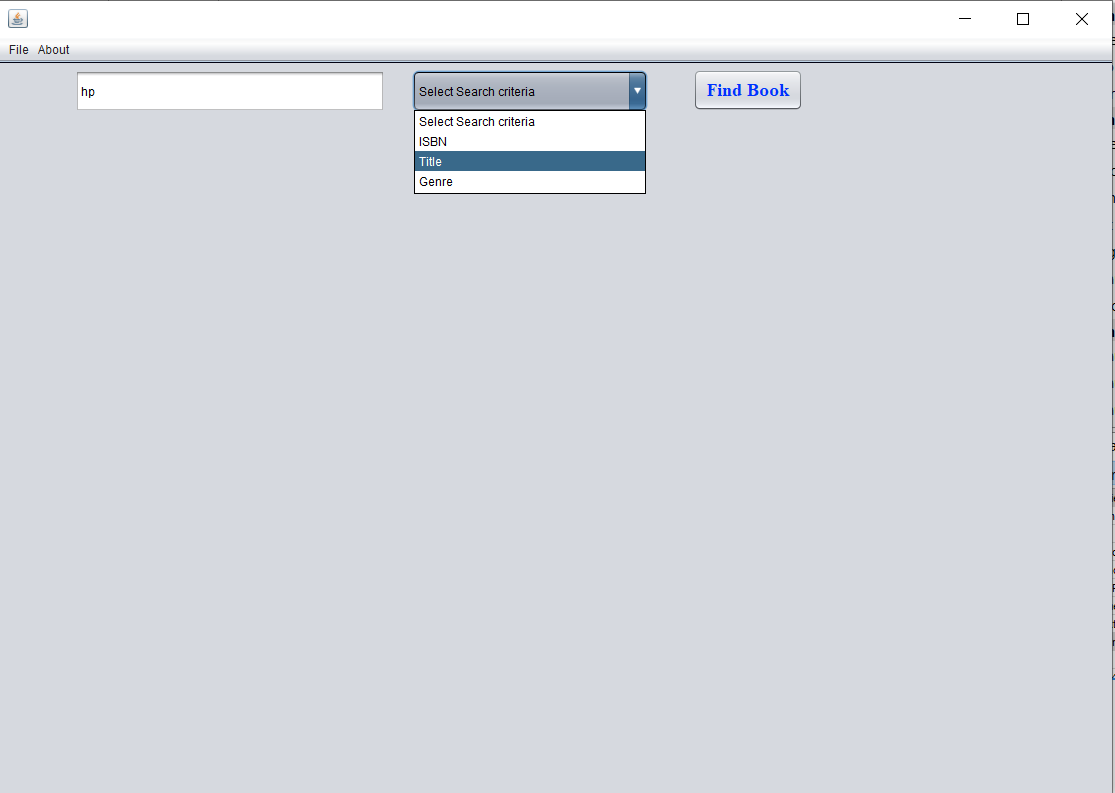 File About
hp
Select Search criteria
Find Book
Select Search criteria
ISBN
Title
Genre